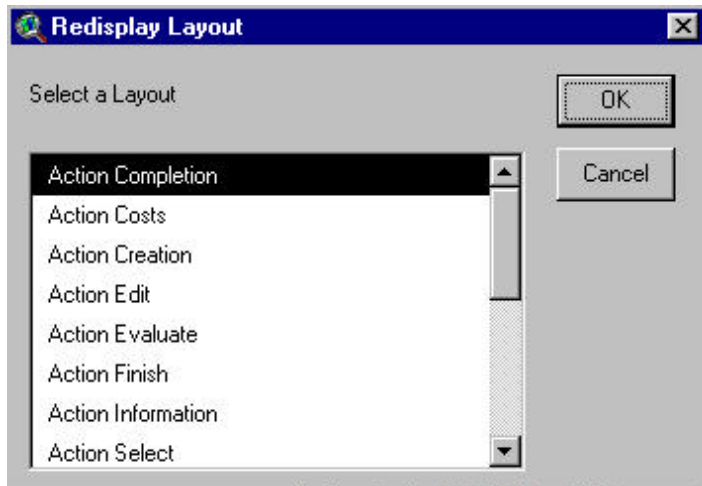 Redisplay Layout
Select a Layout
OK
Cancel
Action Completion
Action Costs
Action Creation
Action Edit
Action Evaluate
Action Finish
Action Information
Action Select